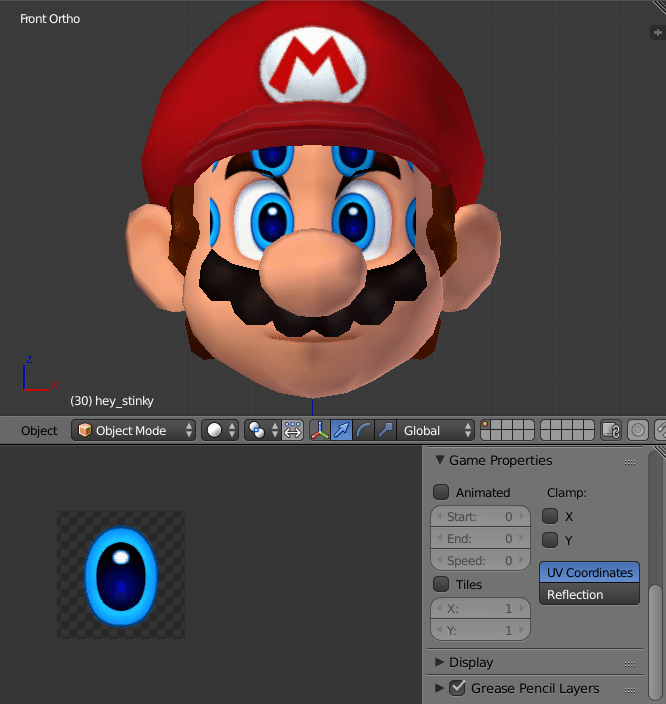 Front Ortho
M
z
x
(30) hey_stinky
Object Object Mode Global
Game Properties
Animated Clamp:
Start: 0 X
End: 0 Y
Speed: 0
UV Coordinates
Tiles
Reflection
X: 1
Y: 1
Display
Grease Pencil Layers